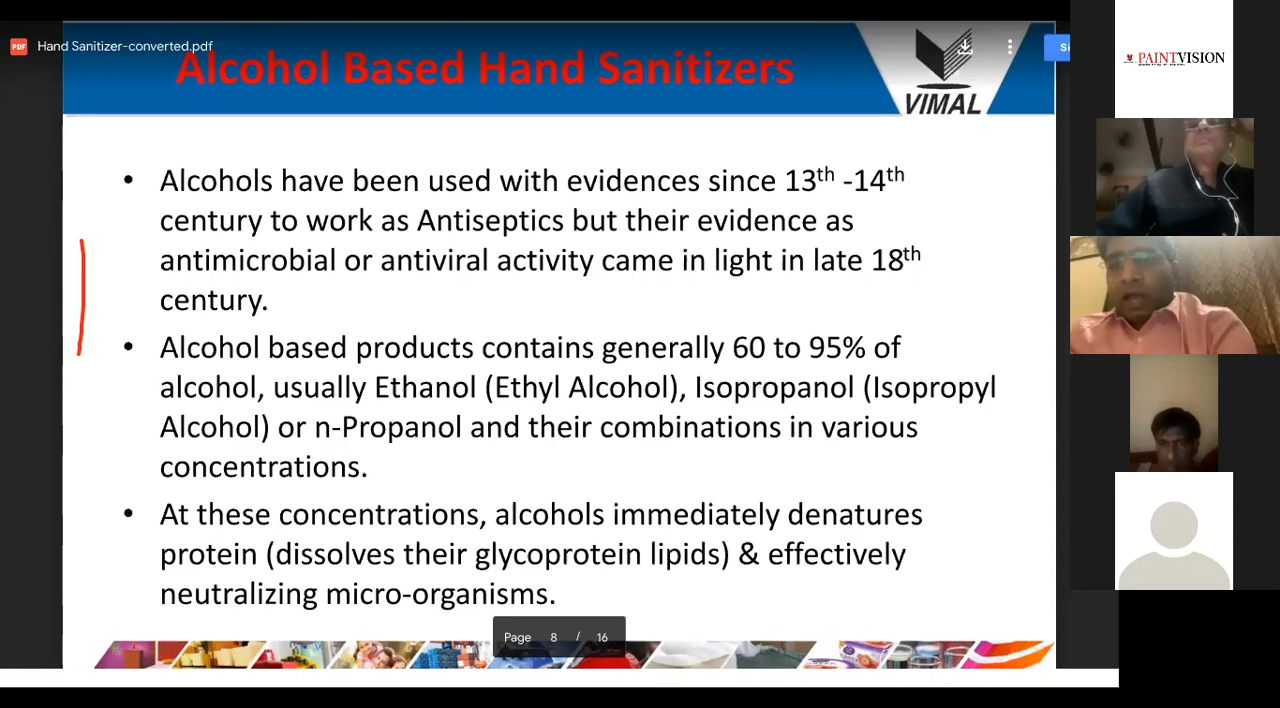 PDF Hand Sanitizer-converted.pdf
Alcohol Based Hand Sanitizers
Si
VIMAL
PAINTVISION
• Alcohols have been used with evidences since 13th -14th
century to work as Antiseptics but their evidence as
antimicrobial or antiviral activity came in light in late 18th
century.
• Alcohol based products contains generally 60 to 95% of
alcohol, usually Ethanol (Ethyl Alcohol), Isopropanol (Isopropyl
Alcohol) or n-Propanol and their combinations in various
concentrations.
• At these concentrations, alcohols immediately denatures
protein (dissolves their glycoprotein lipids) & effectively
neutralizing micro-organisms.
Page 8 / 16